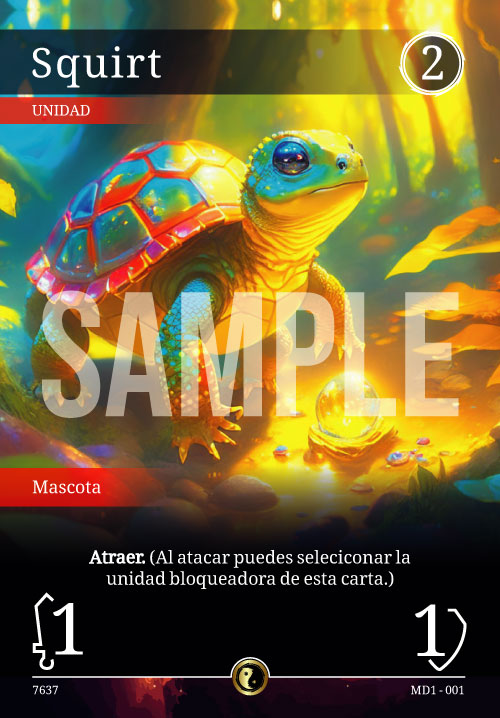 Squirt
2
UNIDAD
SAMPLE
Mascota
Atraer. (Al atacar puedes seleciconar la
unidad bloqueadora de esta carta.)
1
1
7637
MD1 - 001